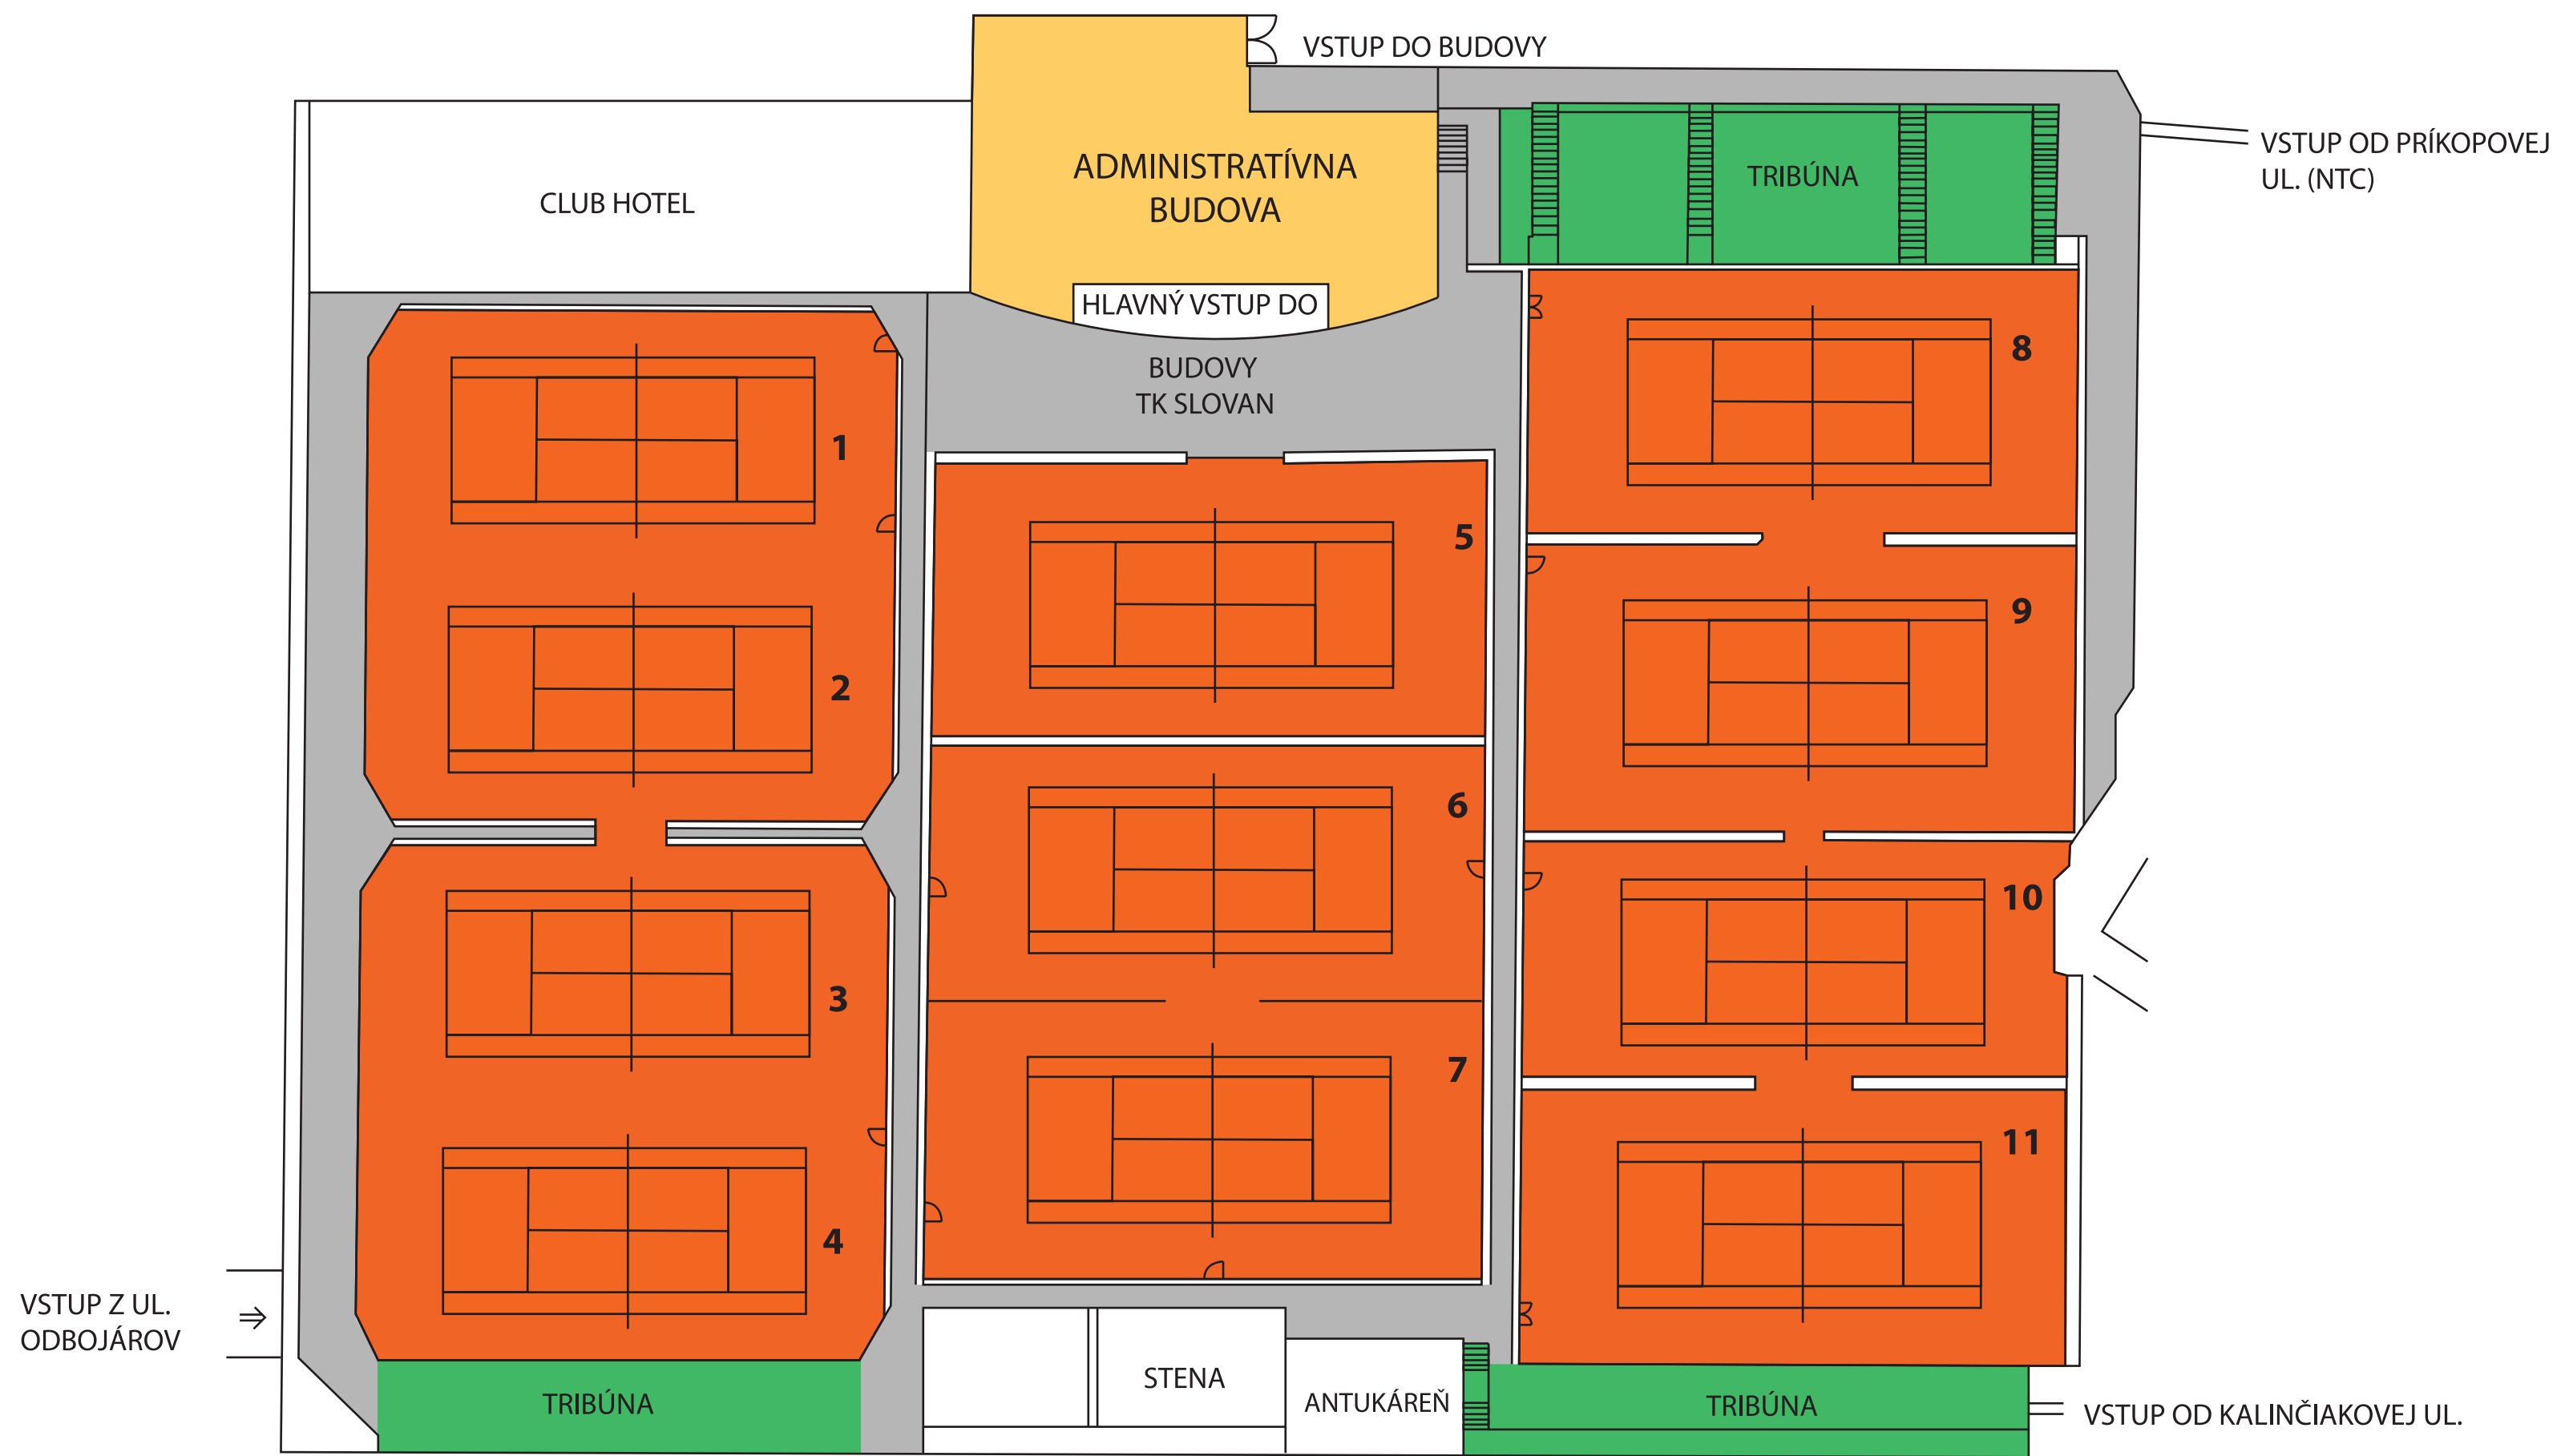 VSTUP DO BUDOVY
VSTUP OD PRÍKOPOVEJ
UL. (NTC)
CLUB HOTEL
ADMINISTRATÍVNA
BUDOVA
TRIBÚNA
HLAVNÝ VSTUP DO
BUDOVY
TK SLOVAN
1
2
3
4
5
6
7
8
9
10
11
VSTUP Z UL.
ODBOJÁROV
TRIBÚNA
STENA
ANTUKÁREŇ
TRIBÚNA
VSTUP OD KALINČIAKOVEJ UL.